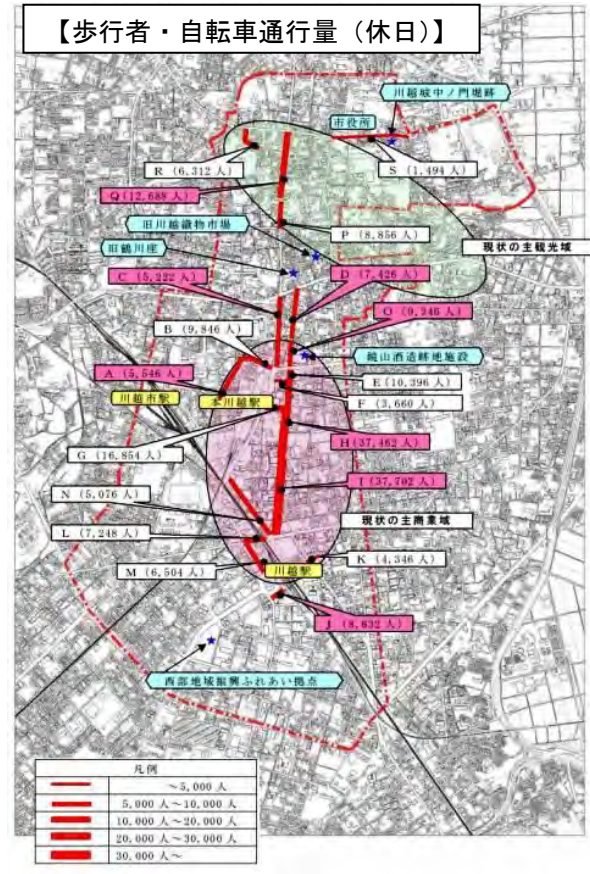 【歩行者・自転車通行量（休日）】
川越城中ノ門堀跡
市役所
R（6,312人）
S（1,494人）
Q（12,688人）
旧川越織物市場
P（8,856人）
旧鶴川座
現状の主観光域
C（5,222人）
D（7,426人）
O（9,246人）
B（9,846人）
鏡山酒造跡地施設
A（5,546人）
E（10,396人）
川越市駅
本川越駅
F（3,660人）
G（16,854人）
H（37,462人）
I（37,702人）
N（5,076人）
現状の主商業域
L（7,248人）
K（4,346人）
M（6,504人）
川越駅
J（8,632人）
西部地域振興ふれあい拠点
凡例
～5,000人
5,000人～10,000人
10,000人～20,000人
20,000人～30,000人
30,000人～